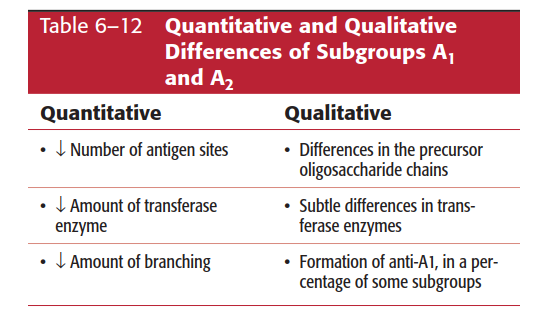 Table 6–12 Quantitative and Qualitative
Differences of Subgroups A₁
and A₂
Quantitative Qualitative
• ↓ Number of antigen sites • Differences in the precursor
oligosaccharide chains
• ↓ Amount of transferase • Subtle differences in trans-
enzyme ferase enzymes
• ↓ Amount of branching • Formation of anti-A1, in a per-
centage of some subgroups